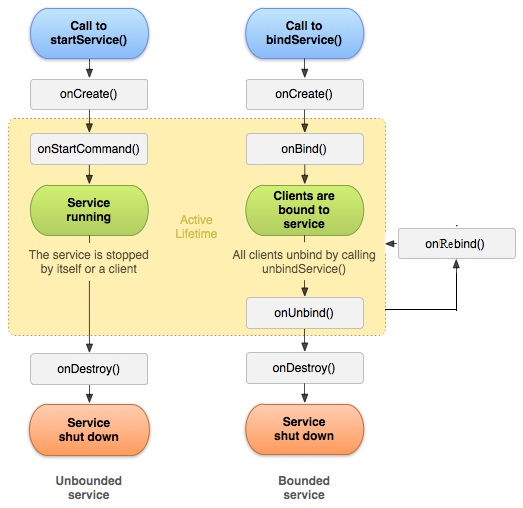 Call to
startService()
onCreate()
onStartCommand()
Service
running
The service is stopped
by itself or a client
onDestroy()
Service
shut down
Unbounded
service
Active
Lifetime
Call to
bindService()
onCreate()
onBind()
Clients are
bound to
service
All clients unbind by calling
unbindService()
onUnbind()
onDestroy()
Service
shut down
Bounded
service
onRebind()